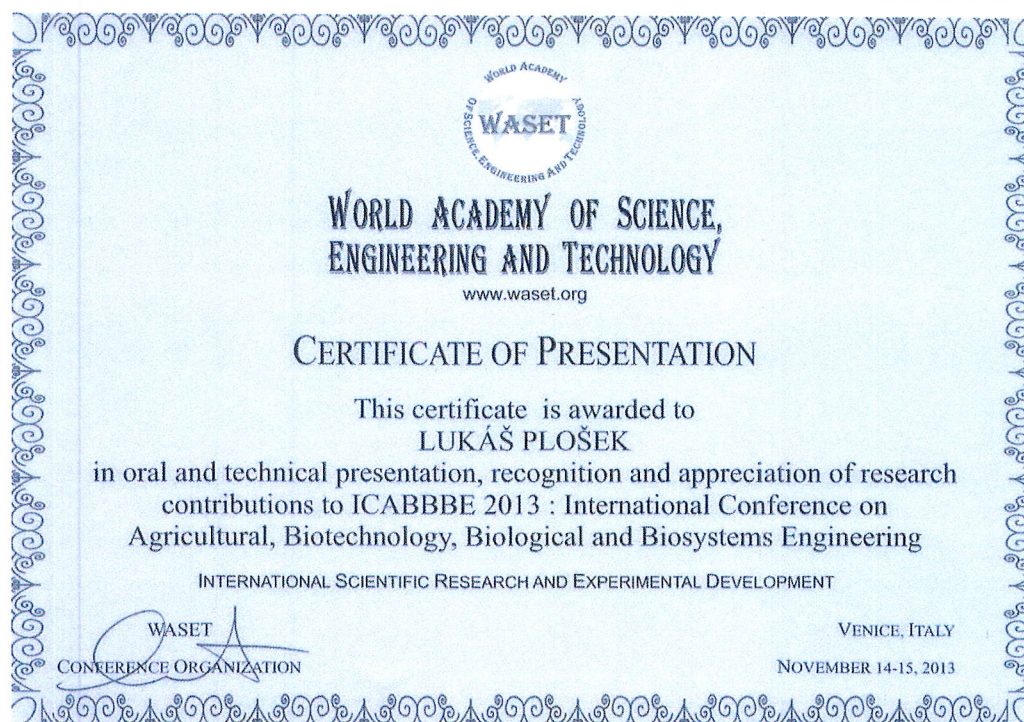 WORLD ACADEMY
OF SCIENCE, ENGINEERING AND TECHNOLOGY
WASET
WORLD ACADEMY OF SCIENCE,
ENGINEERING AND TECHNOLOGY
www.waset.org
CERTIFICATE OF PRESENTATION
This certificate is awarded to
LUKÁŠ PLOŠEK
in oral and technical presentation, recognition and appreciation of research
contributions to ICABBBE 2013 : International Conference on
Agricultural, Biotechnology, Biological and Biosystems Engineering
INTERNATIONAL SCIENTIFIC RESEARCH AND EXPERIMENTAL DEVELOPMENT
WASET
CONFERENCE ORGANIZATION
VENICE, ITALY
NOVEMBER 14-15, 2013